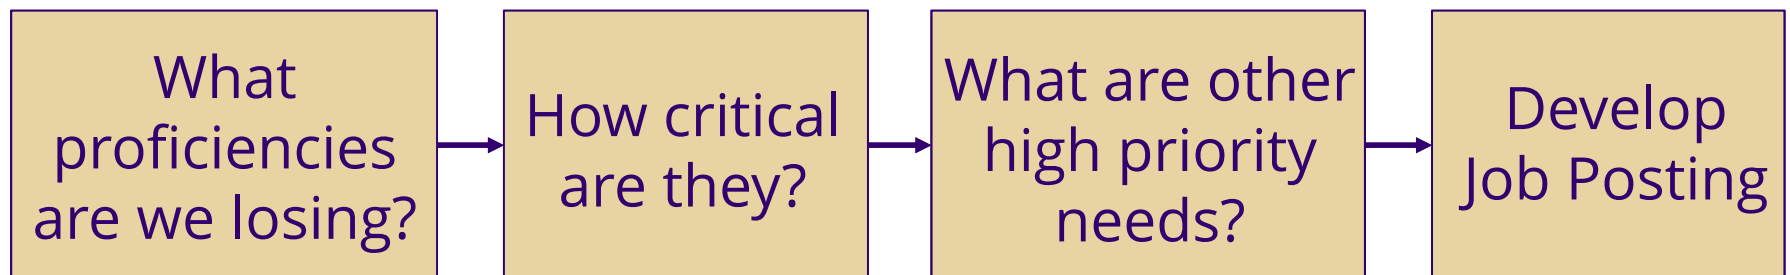 What
proficiencies
are we losing?
How critical
are they?
What are other
high priority
needs?
Develop
Job Posting